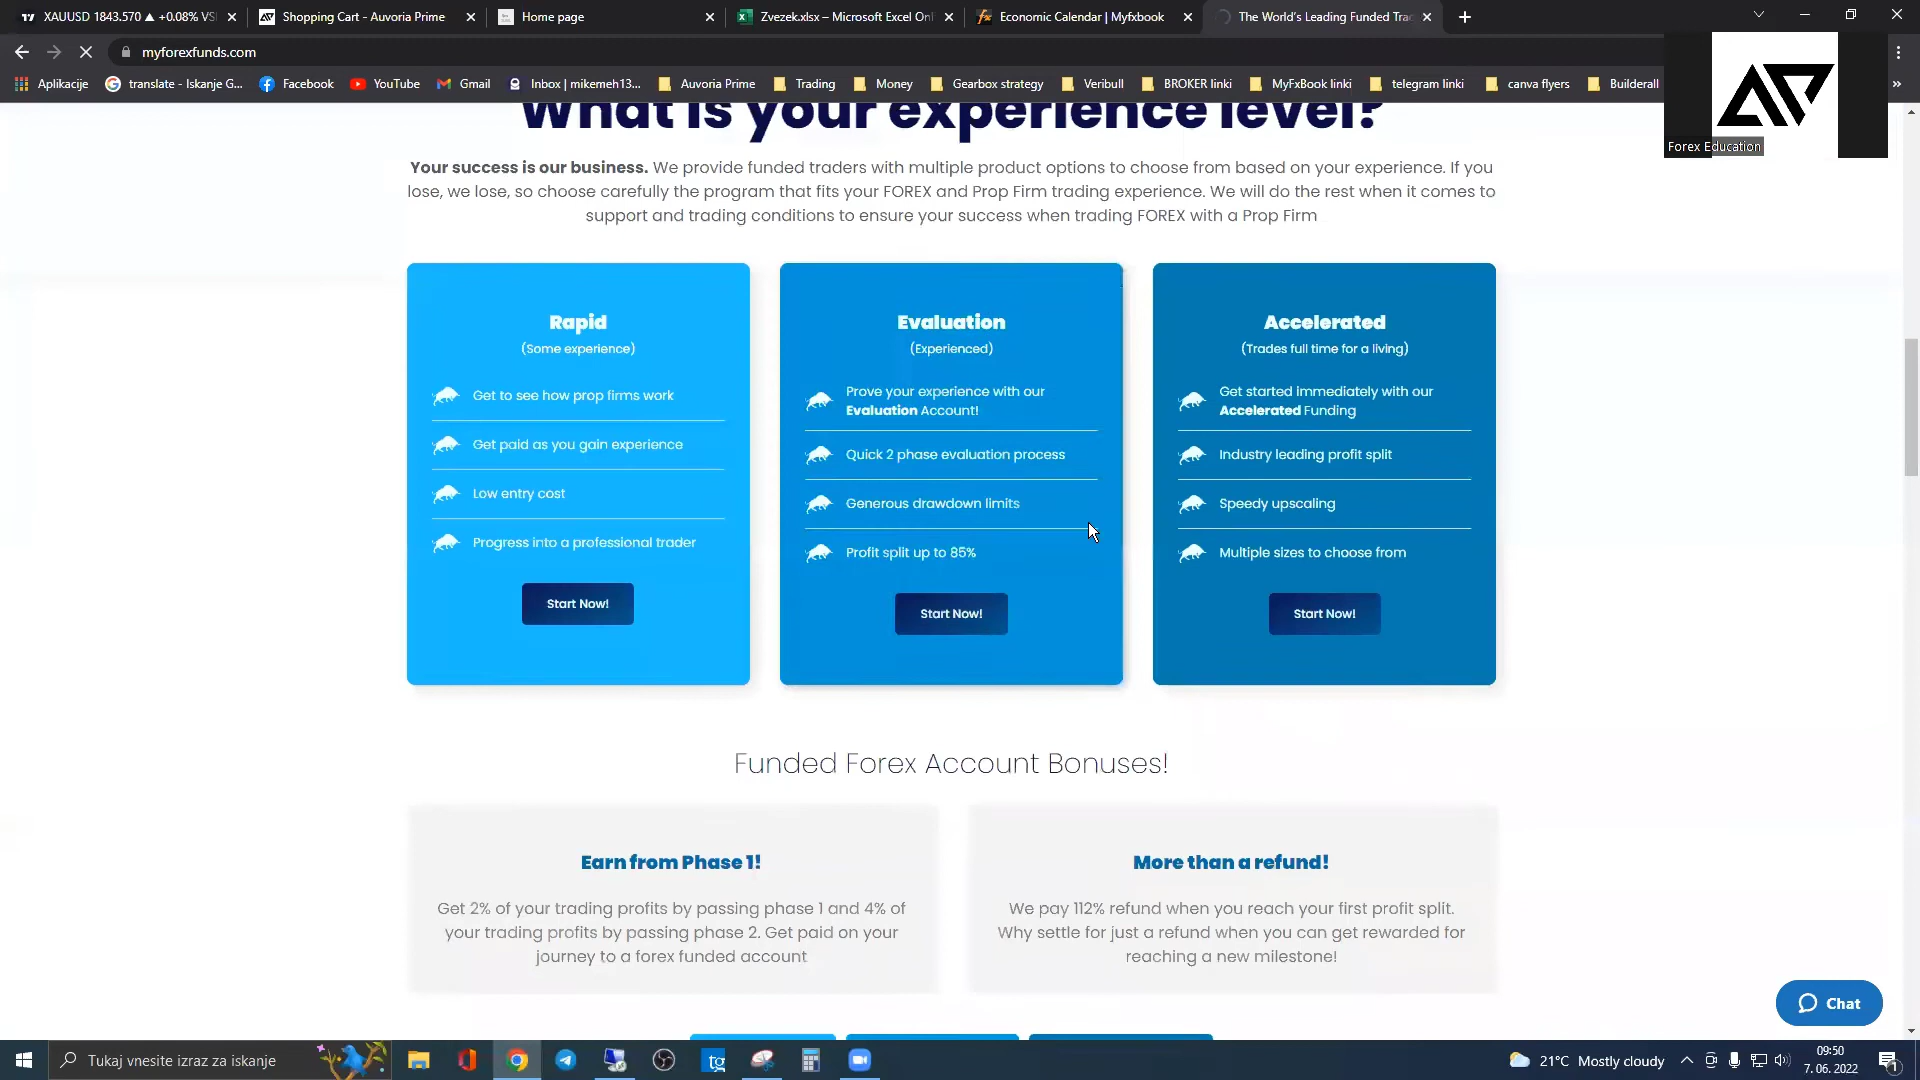 XAUUSD 1843.570 ▲ +0.08% VS
Shopping Cart - Auvoria Prime
Home page
Zvezek.xlsx – Microsoft Excel Onl
Economic Calendar | Myfxbook
The World's Leading Funded Trad
myforexfunds.com
Aplikacije
translate - Iskanje G...
Facebook
YouTube
Gmail
Inbox | mikemeh13...
Auvoria Prime
Trading
Money
Gearbox strategy
Veribull
BROKER linki
MyFxBook linki
telegram linki
canva flyers
Builderall
Forex Education
What is your experience level?
Your success is our business. We provide funded traders with multiple product options to choose from based on your experience. If you
lose, we lose, so choose carefully the program that fits your FOREX and Prop Firm trading experience. We will do the rest when it comes to
support and trading conditions to ensure your success when trading FOREX with a Prop Firm
Rapid
(Some experience)
Get to see how prop firms work
Get paid as you gain experience
Low entry cost
Progress into a professional trader
Start Now!
Evaluation
(Experienced)
Prove your experience with our
Evaluation Account!
Quick 2 phase evaluation process
Generous drawdown limits
Profit split up to 85%
Start Now!
Accelerated
(Trades full time for a living)
Get started immediately with our
Accelerated Funding
Industry leading profit split
Speedy upscaling
Multiple sizes to choose from
Start Now!
Funded Forex Account Bonuses!
Earn from Phase 1!
Get 2% of your trading profits by passing phase 1 and 4% of
your trading profits by passing phase 2. Get paid on your
journey to a forex funded account
More than a refund!
We pay 112% refund when you reach your first profit split.
Why settle for just a refund when you can get rewarded for
reaching a new milestone!
Chat
Tukaj vnesite izraz za iskanje
tg
21°C Mostly cloudy
09:50
7. 06. 2022
1